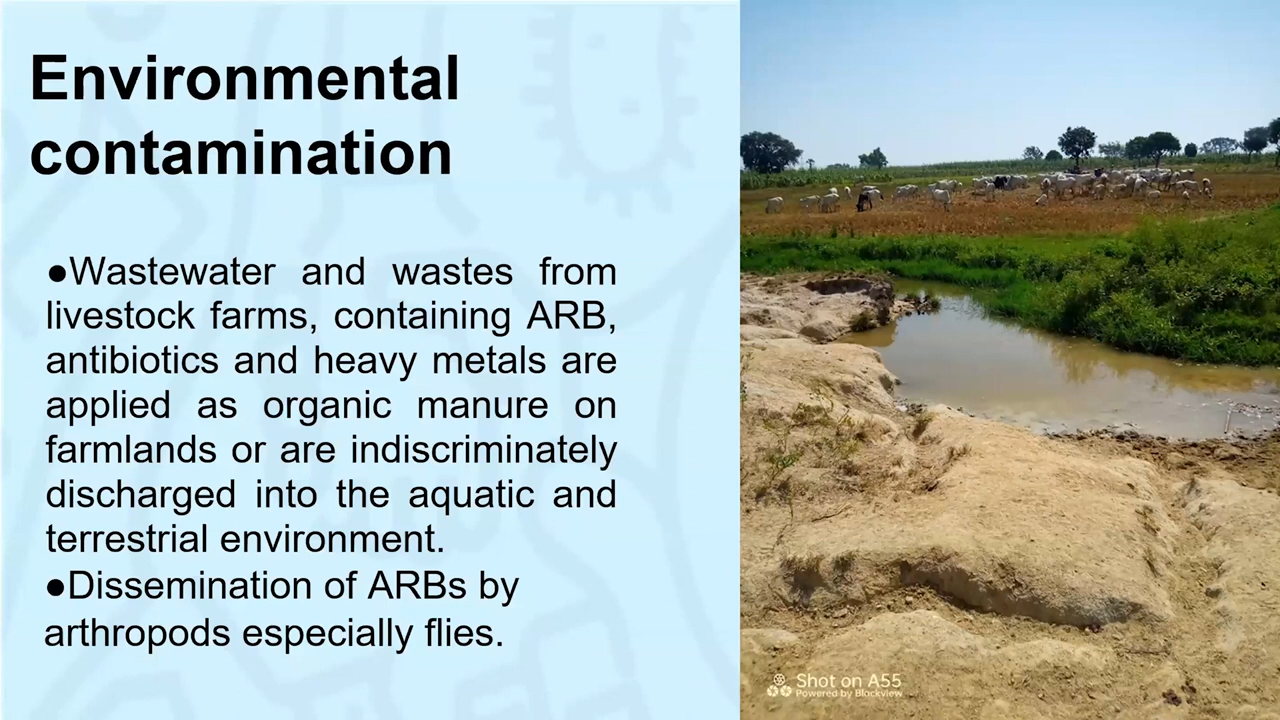 Environmental
contamination
●Wastewater and wastes from
livestock farms, containing ARB,
antibiotics and heavy metals are
applied as organic manure on
farmlands or are indiscriminately
discharged into the aquatic and
terrestrial environment.
●Dissemination of ARBs by
arthropods especially flies.
Shot on A55
Powered by Blackview